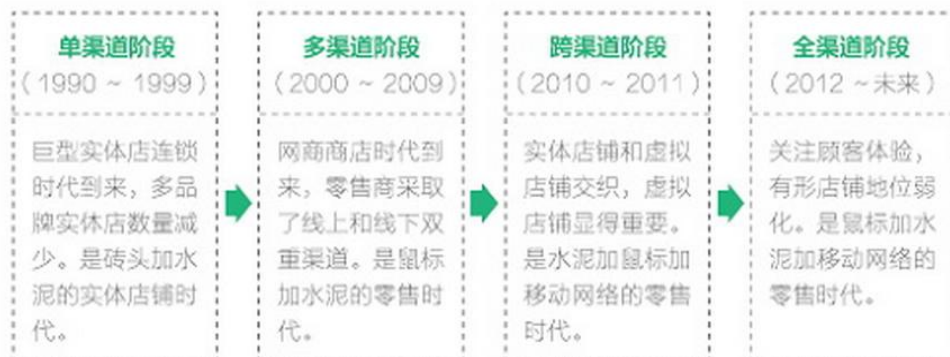 单渠道阶段
（1990 ~ 1999）
巨型实体店连锁
时代到来，多品
牌实体店数量减
少。是砖头加水
泥的实体店铺时
代。
多渠道阶段
（2000 ~ 2009）
网商商店时代到
来，零售商采取
了线上和线下双
重渠道。是鼠标
加水泥的零售时
代。
跨渠道阶段
（2010 ~ 2011）
实体店铺和虚拟
店铺交织，虚拟
店铺显得重要。
是水泥加鼠标加
移动网络的零售
时代。
全渠道阶段
（2012 ~未来）
关注顾客体验，
有形店铺地位弱
化。是鼠标加水
泥加移动网络的
零售时代。